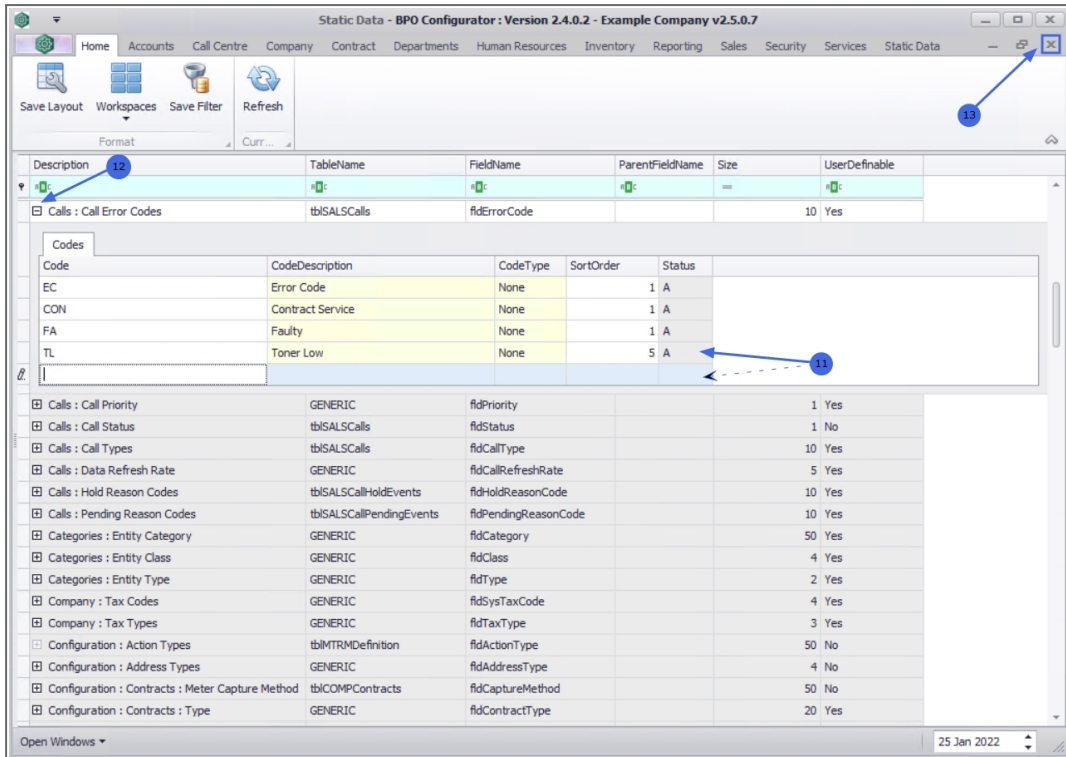 Static Data - BPO Configurator : Version 2.4.0.2 - Example Company v2.5.0.7
Home Accounts Call Centre Company Contract Departments Human Resources Inventory Reporting Sales Security Services Static Data
13
Save Layout Workspaces Save Filter Refresh
Format Curr...
Description TableName FieldName ParentFieldName Size UserDefinable
12
Calls : Call Error Codes tblSALSCalls fldErrorCode 10 Yes
Codes
Code CodeDescription CodeType SortOrder Status
EC Error Code None 1 A
CON Contract Service None 1 A
FA Faulty None 1 A
TL Toner Low None 5 A
11
Calls : Call Priority GENERIC fldPriority 1 Yes
Calls : Call Status tblSALSCalls fldStatus 1 No
Calls : Call Types tblSALSCalls fldCallType 10 Yes
Calls : Data Refresh Rate GENERIC fldCallRefreshRate 5 Yes
Calls : Hold Reason Codes tblSALSCallHoldEvents fldHoldReasonCode 10 Yes
Calls : Pending Reason Codes tblSALSCallPendingEvents fldPendingReasonCode 10 Yes
Categories : Entity Category GENERIC fldCategory 50 Yes
Categories : Entity Class GENERIC fldClass 4 Yes
Categories : Entity Type GENERIC fldType 2 Yes
Company : Tax Codes GENERIC fldSysTaxCode 4 Yes
Company : Tax Types GENERIC fldTaxType 3 Yes
Configuration : Action Types tblMTRMDefinition fldActionType 50 No
Configuration : Address Types GENERIC fldAddressType 4 No
Configuration : Contracts : Meter Capture Method tblCOMPContracts fldCaptureMethod 50 No
Configuration : Contracts : Type GENERIC fldContractType 20 Yes
Open Windows 25 Jan 2022